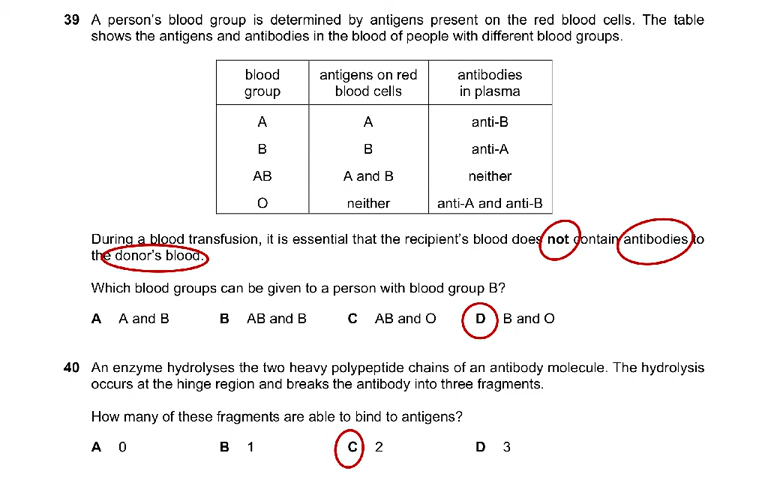 39 A person's blood group is determined by antigens present on the red blood cells. The table
shows the antigens and antibodies in the blood of people with different blood groups.
blood group antigens on red blood cells antibodies in plasma
A A anti-B
B B anti-A
AB A and B neither
O neither anti-A and anti-B
During a blood transfusion, it is essential that the recipient's blood does not contain antibodies to
the donor's blood.
Which blood groups can be given to a person with blood group B?
A A and B B AB and B C AB and O D B and O
40 An enzyme hydrolyses the two heavy polypeptide chains of an antibody molecule. The hydrolysis
occurs at the hinge region and breaks the antibody into three fragments.
How many of these fragments are able to bind to antigens?
A 0 B 1 C 2 D 3